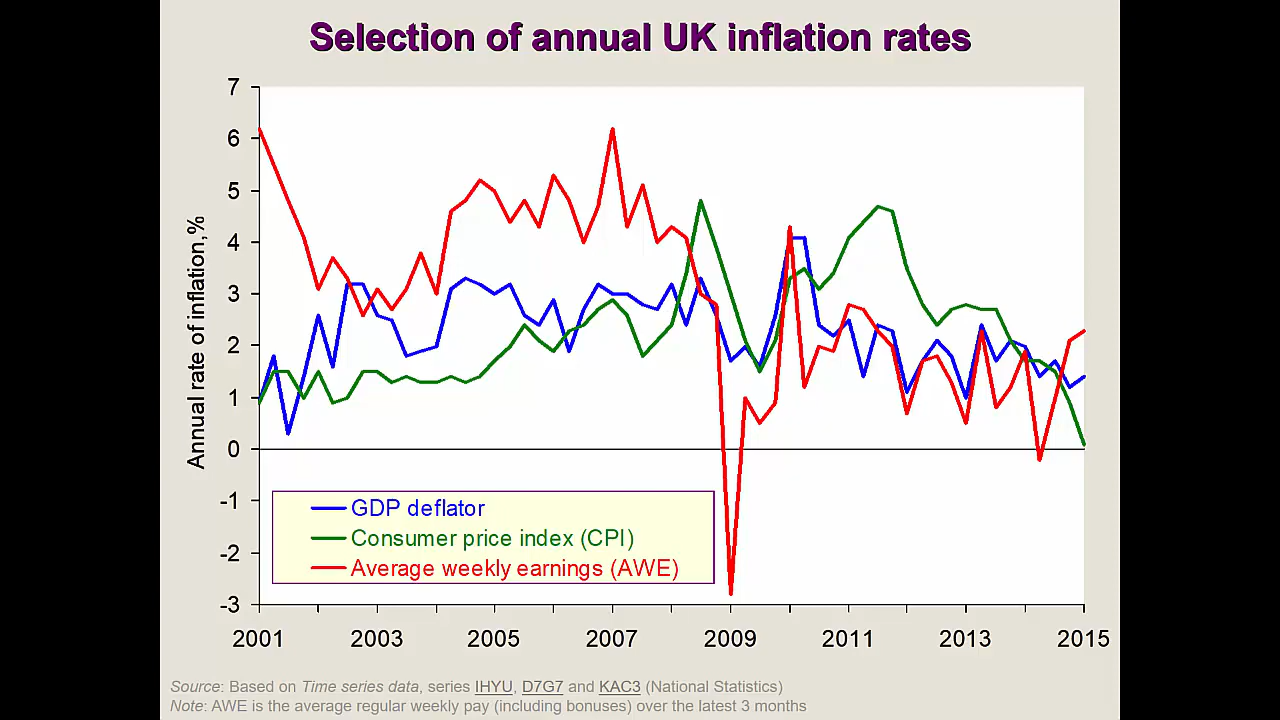 Selection of annual UK inflation rates
7
6
5
4
3
2
1
0
-1
-2
-3
Annual rate of inflation,%
GDP deflator
Consumer price index (CPI)
Average weekly earnings (AWE)
2001 2003 2005 2007 2009 2011 2013 2015
Source: Based on Time series data, series IHYU, D7G7 and KAC3 (National Statistics)
Note: AWE is the average regular weekly pay (including bonuses) over the latest 3 months